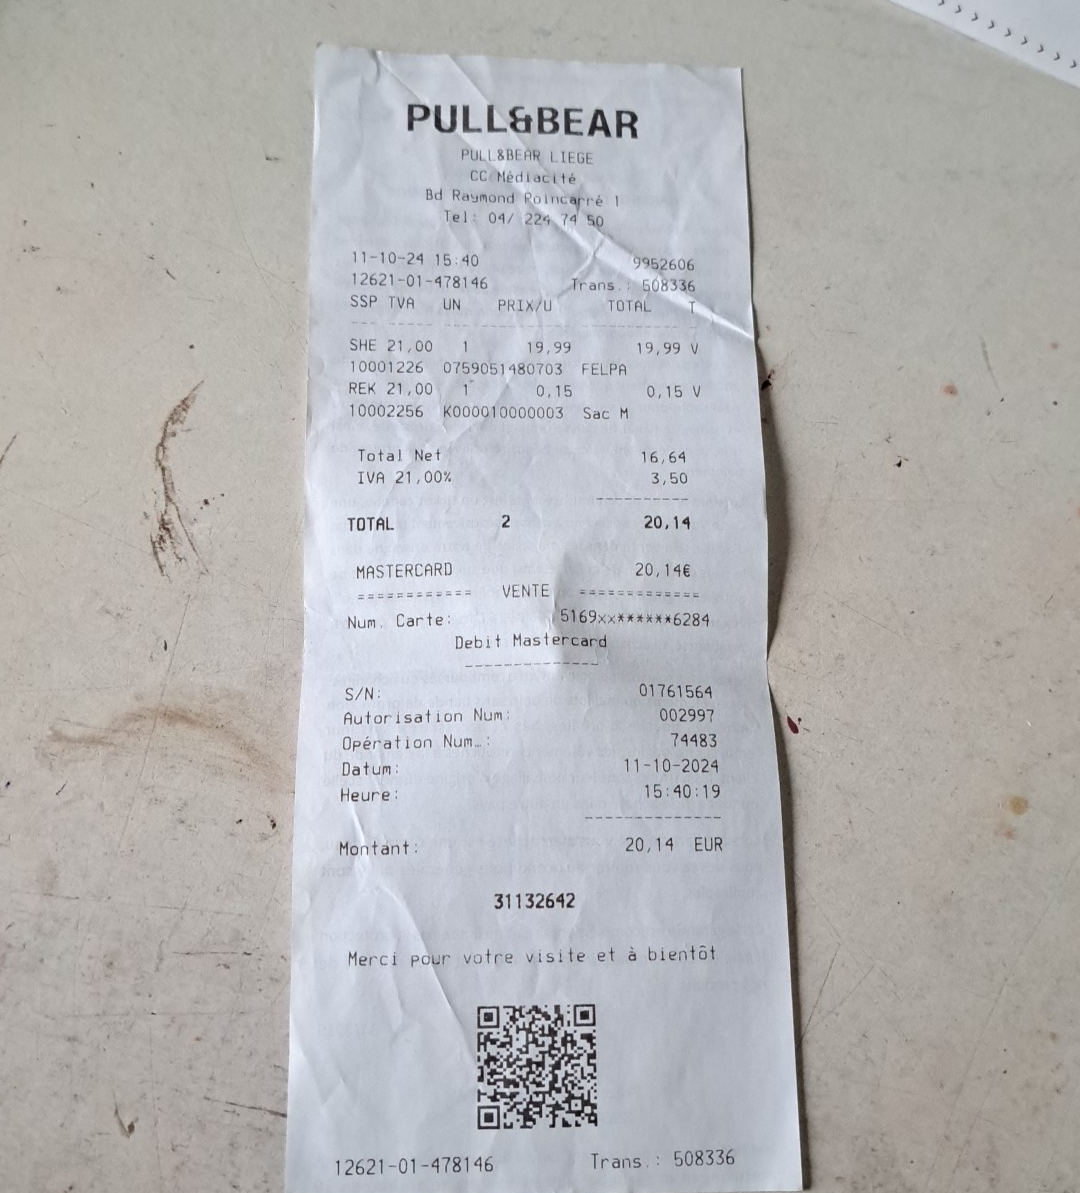 PULL&BEAR
PULL&BEAR LIEGE
CC Médiacité
Bd Raymond Poincarré 1
Tel: 04/ 224 74 50
11-10-24 15:40 9952606
12621-01-478146 Trans.: 508336
SSP TVA UN PRIX/U TOTAL T
SHE 21,00 1 19,99 19,99 V
10001226 0759051480703 FELPA
REK 21,00 1 0,15 0,15 V
10002256 K000010000003 Sac M
Total Net 16,64
IVA 21,00% 3,50
TOTAL 2 20,14
MASTERCARD 20,14€
============ VENTE ============
Num. Carte: 5169xx******6284
Debit Mastercard
S/N: 01761564
Autorisation Num: 002997
Opération Num.: 74483
Datum: 11-10-2024
Heure: 15:40:19
Montant: 20,14 EUR
31132642
Merci pour votre visite et à bientôt
12621-01-478146 Trans.: 508336